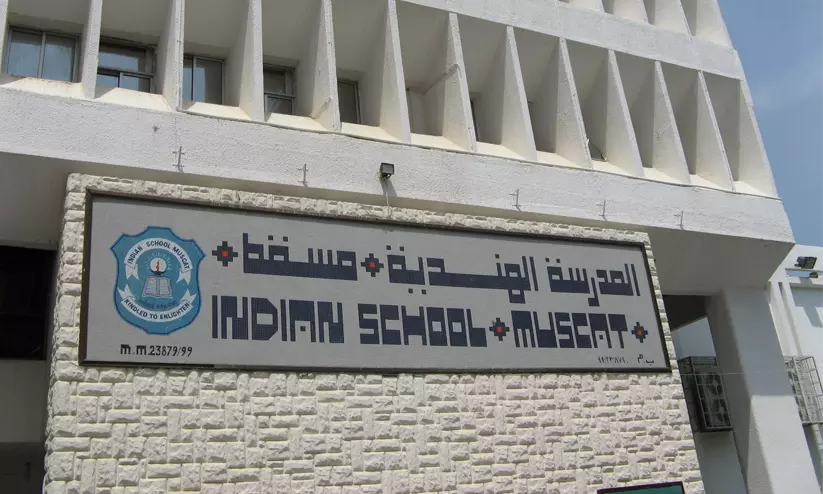 INDIAN SCHOOL MUSCAT
KINDLED TO ENLIGHTEN
المدرسة الهندية مسقط
INDIAN SCHOOL MUSCAT
m.m.23879/99